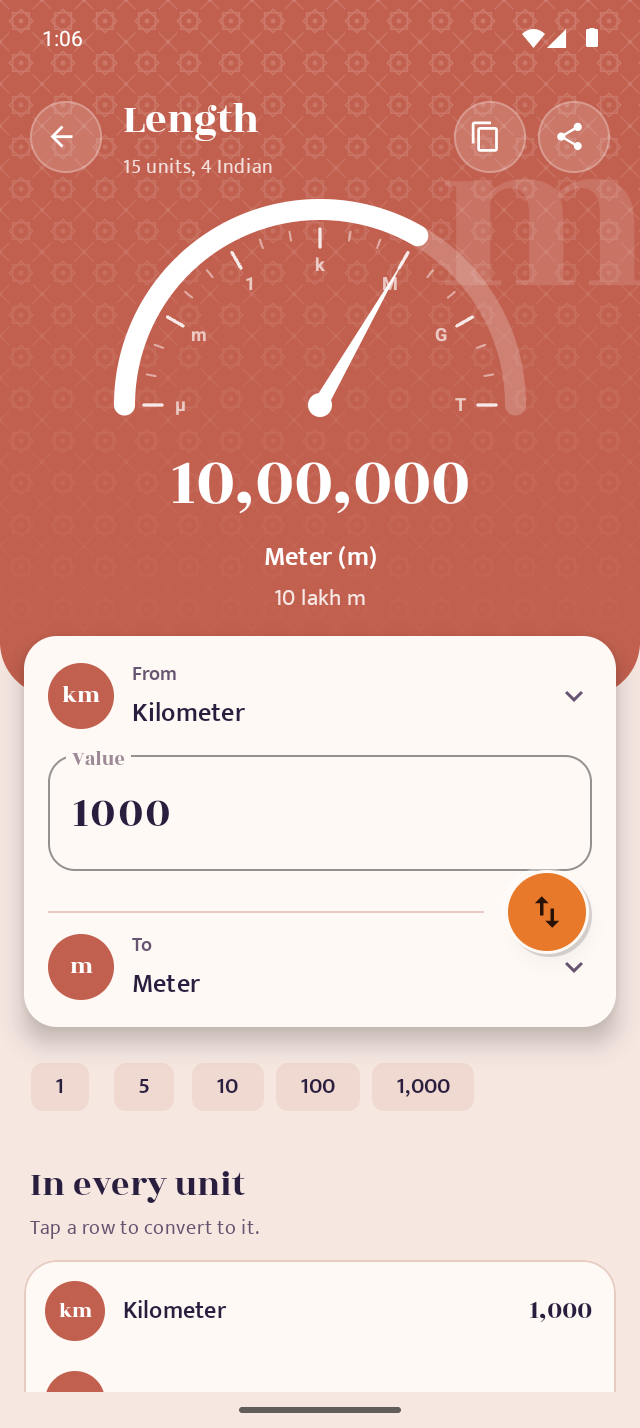 1:06
Length
15 units, 4 Indian
m
k
1
M
m
G
µ
T
10,00,000
Meter (m)
10 lakh m
km
From
Kilometer
Value
1000
m
To
Meter
1
5
10
100
1,000
In every unit
Tap a row to convert to it.
km
Kilometer
1,000